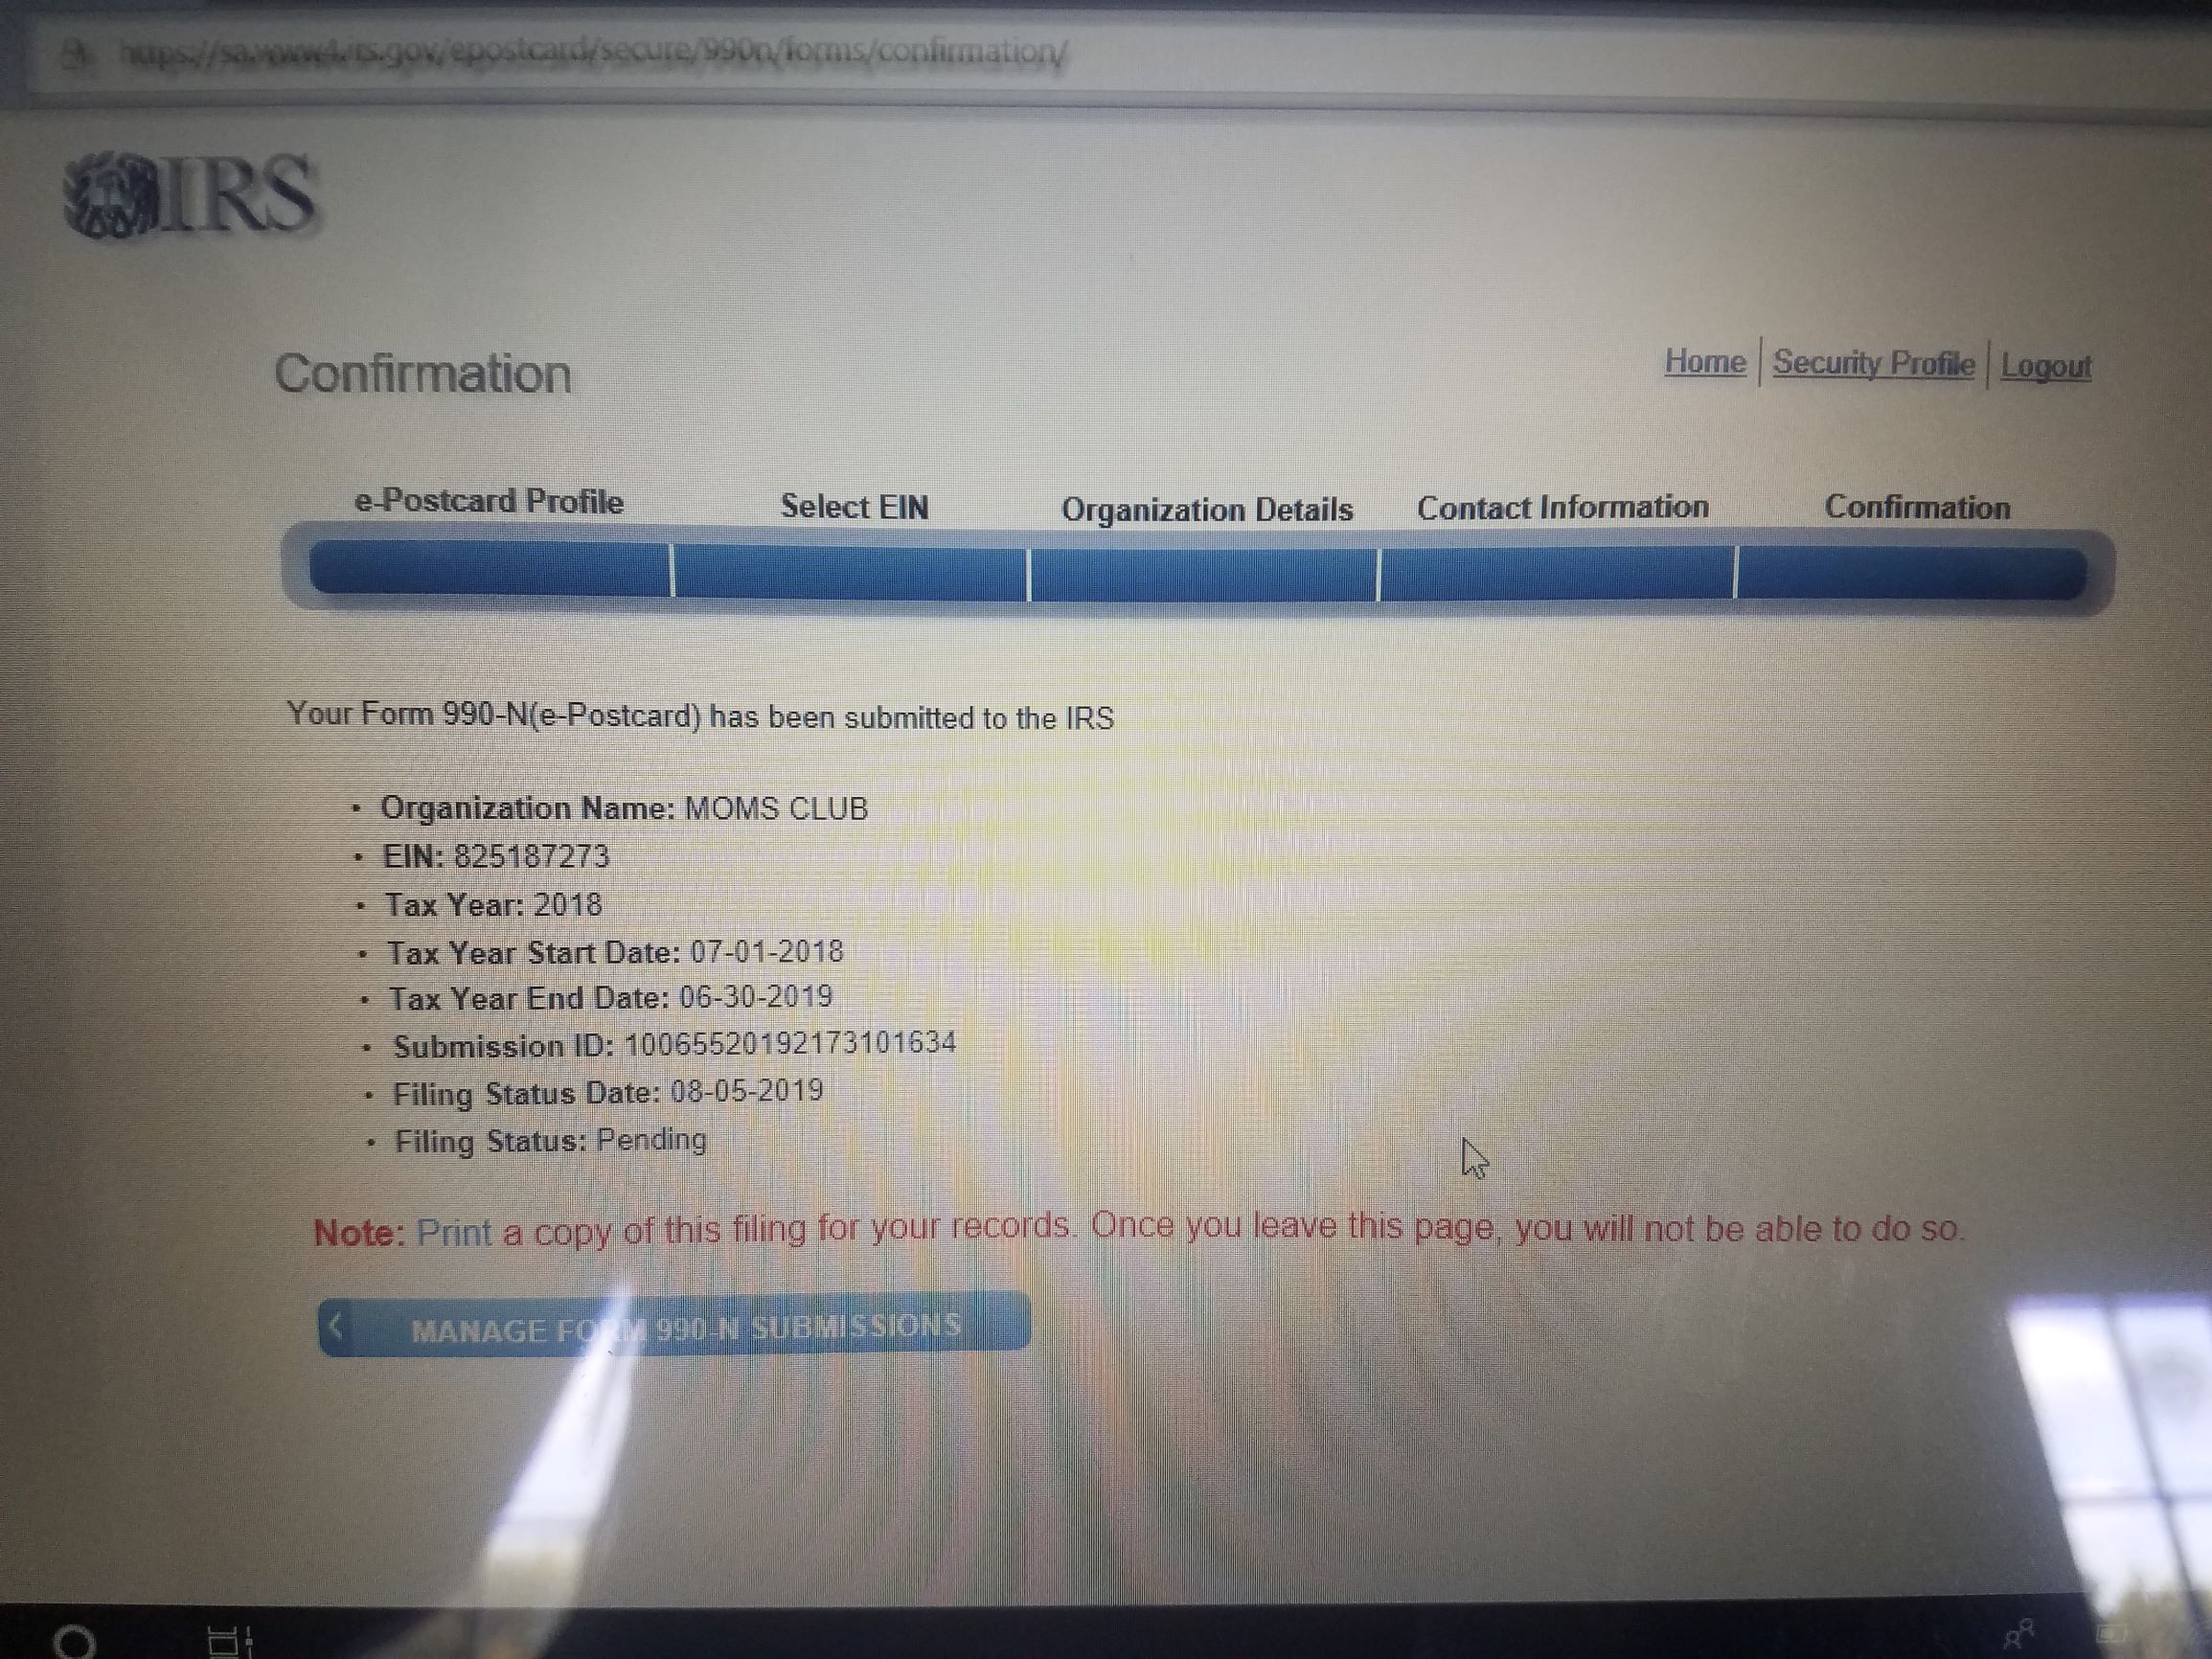 https://sa.www4.irs.gov/epostcard/secure/990n/forms/confirmation/
IRS
Confirmation
Home | Security Profile | Logout
e-Postcard Profile Select EIN Organization Details Contact Information Confirmation
Your Form 990-N(e-Postcard) has been submitted to the IRS
• Organization Name: MOMS CLUB
• EIN: 825187273
• Tax Year: 2018
• Tax Year Start Date: 07-01-2018
• Tax Year End Date: 06-30-2019
• Submission ID: 10065520192173101634
• Filing Status Date: 08-05-2019
• Filing Status: Pending
Note: Print a copy of this filing for your records. Once you leave this page, you will not be able to do so.
MANAGE FORM 990-N SUBMISSIONS